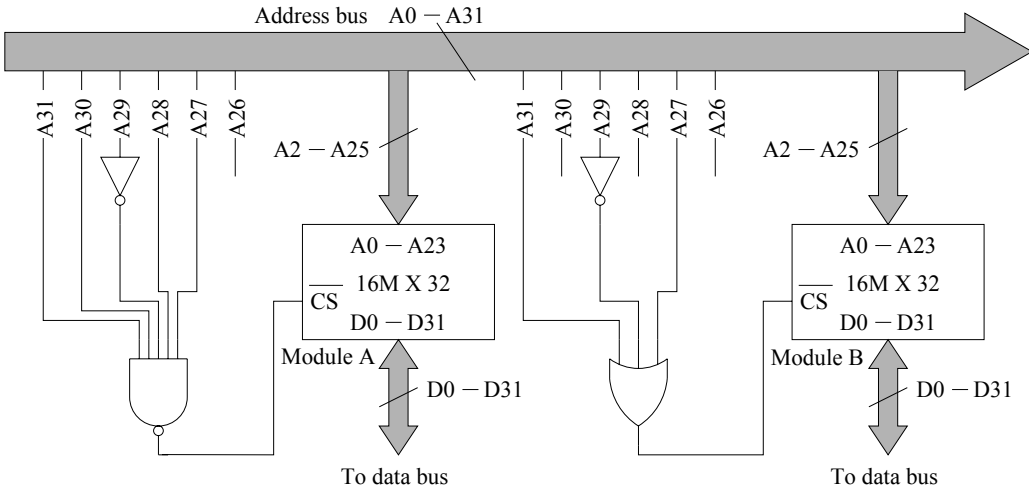 Address bus A0 — A31
A31
A30
A29
A28
A27
A26
A2 — A25
A31
A30
A29
A28
A27
A26
A2 — A25
A0 — A23
CS 16M X 32
D0 — D31
Module A
D0 — D31
To data bus
A0 — A23
CS 16M X 32
D0 — D31
Module B
D0 — D31
To data bus